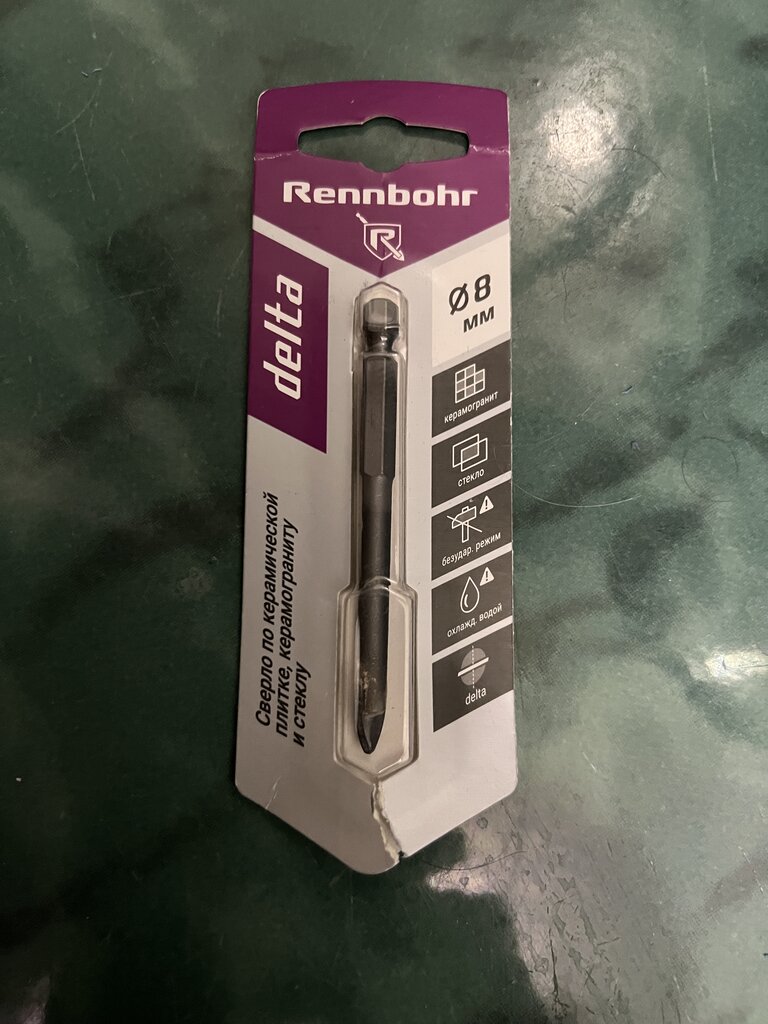 Rennbohr
R
delta
Ø8
мм
керамогранит
стекло
безудар. режим
охлажд. водой
delta
Сверло по керамической
плитке, керамограниту
и стеклу